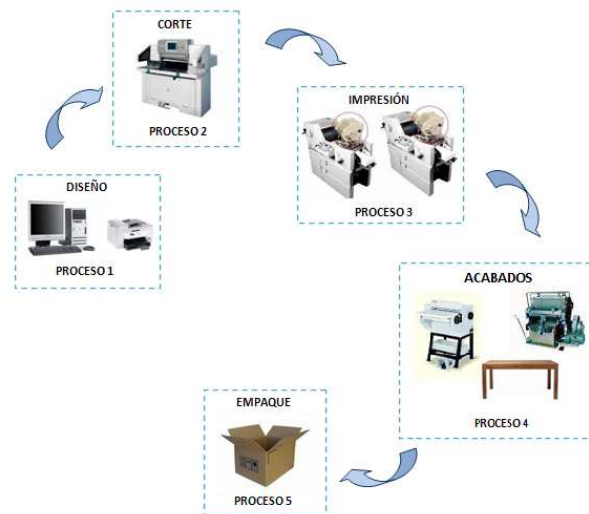 DISEÑO
PROCESO 1
CORTE
PROCESO 2
IMPRESIÓN
PROCESO 3
ACABADOS
PROCESO 4
EMPAQUE
PROCESO 5